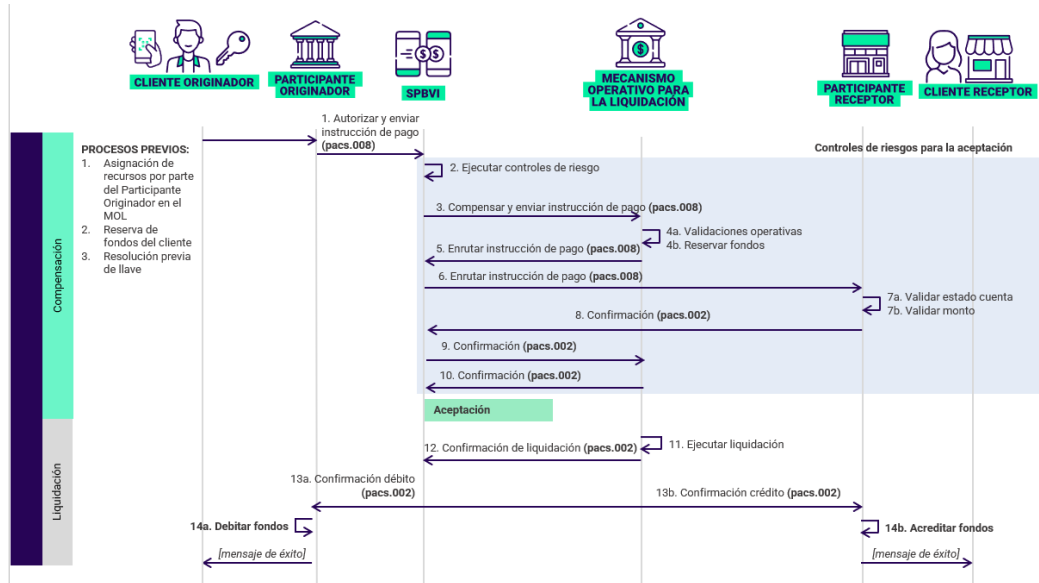 CLIENTE ORIGINADOR
PARTICIPANTE
ORIGINADOR
SPBVI
MECANISMO
OPERATIVO PARA
LA LIQUIDACIÓN
PARTICIPANTE
RECEPTOR
CLIENTE RECEPTOR
Compensación
Liquidación
PROCESOS PREVIOS:
1. Asignación de
recursos por parte
del Participante
Originador en el
MOL
2. Reserva de
fondos del cliente
3. Resolución previa
de llave
1. Autorizar y enviar
instrucción de pago
(pacs.008)
Controles de riesgos para la aceptación
2. Ejecutar controles de riesgo
3. Compensar y enviar instrucción de pago (pacs.008)
4a. Validaciones operativas
4b. Reservar fondos
5. Enrutar instrucción de pago (pacs.008)
6. Enrutar instrucción de pago (pacs.008)
7a. Validar estado cuenta
7b. Validar monto
8. Confirmación (pacs.002)
9. Confirmación (pacs.002)
10. Confirmación (pacs.002)
Aceptación
11. Ejecutar liquidación
12. Confirmación de liquidación (pacs.002)
13a. Confirmación débito
(pacs.002)
13b. Confirmación crédito (pacs.002)
14a. Debitar fondos
14b. Acreditar fondos
[mensaje de éxito]
[mensaje de éxito]